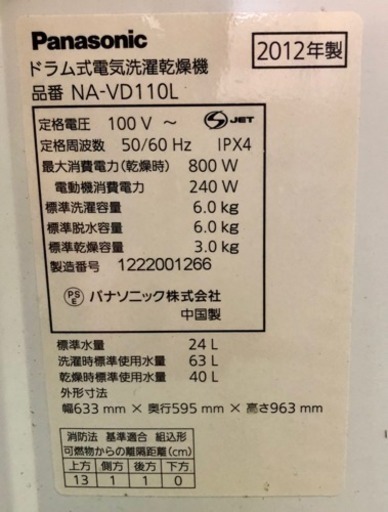 Panasonic
2012年製
ドラム式電気洗濯乾燥機
品番 NA-VD110L
定格電圧 100 V ～ S JET
定格周波数 50/60 Hz IPX4
最大消費電力(乾燥時) 800 W
電動機消費電力 240 W
標準洗濯容量 6.0 kg
標準脱水容量 6.0 kg
標準乾燥容量 3.0 kg
製造番号 1222001266
PSE パナソニック株式会社
中国製
標準水量 24 L
洗濯時標準使用水量 63 L
乾燥時標準使用水量 40 L
外形寸法
幅633 mm × 奥行595 mm × 高さ963 mm
消防法 基準適合 組込形
可燃物からの離隔距離(cm)
上方 側方 後方 下方
13 1 1 0